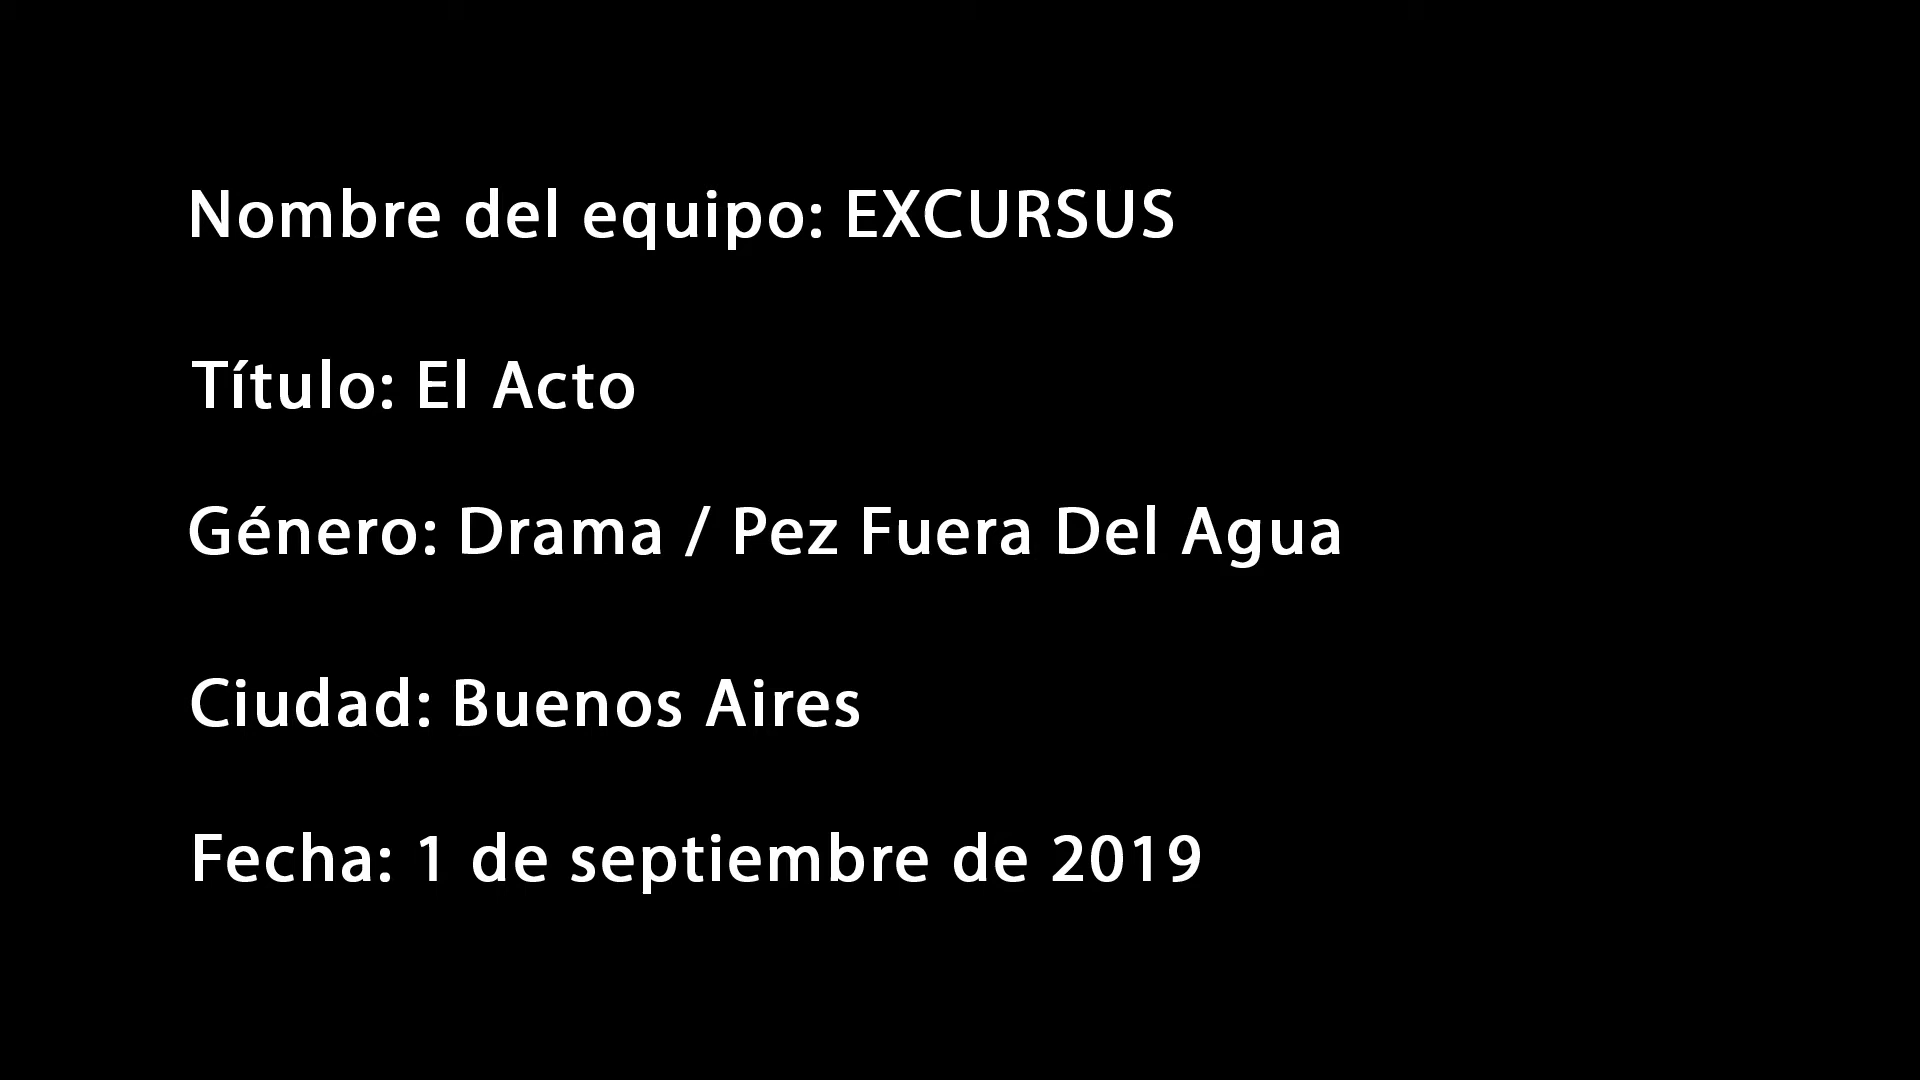 Nombre del equipo: EXCURSUS
Título: El Acto
Género: Drama / Pez Fuera Del Agua
Ciudad: Buenos Aires
Fecha: 1 de septiembre de 2019